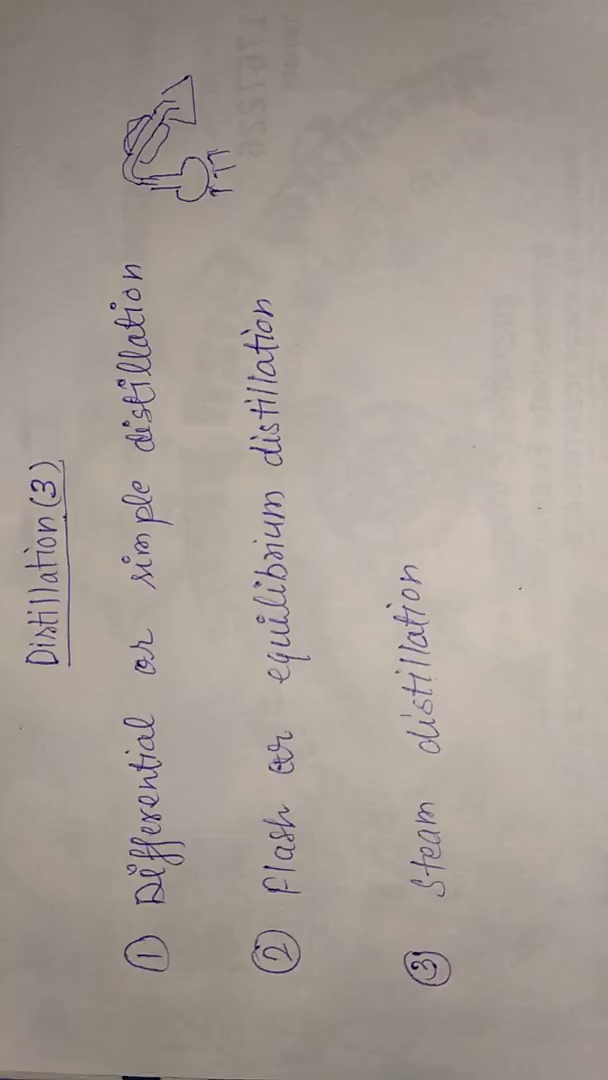 Distillation (3)
① Differential or simple distillation
② Flash or equilibrium distillation
③ Steam distillation